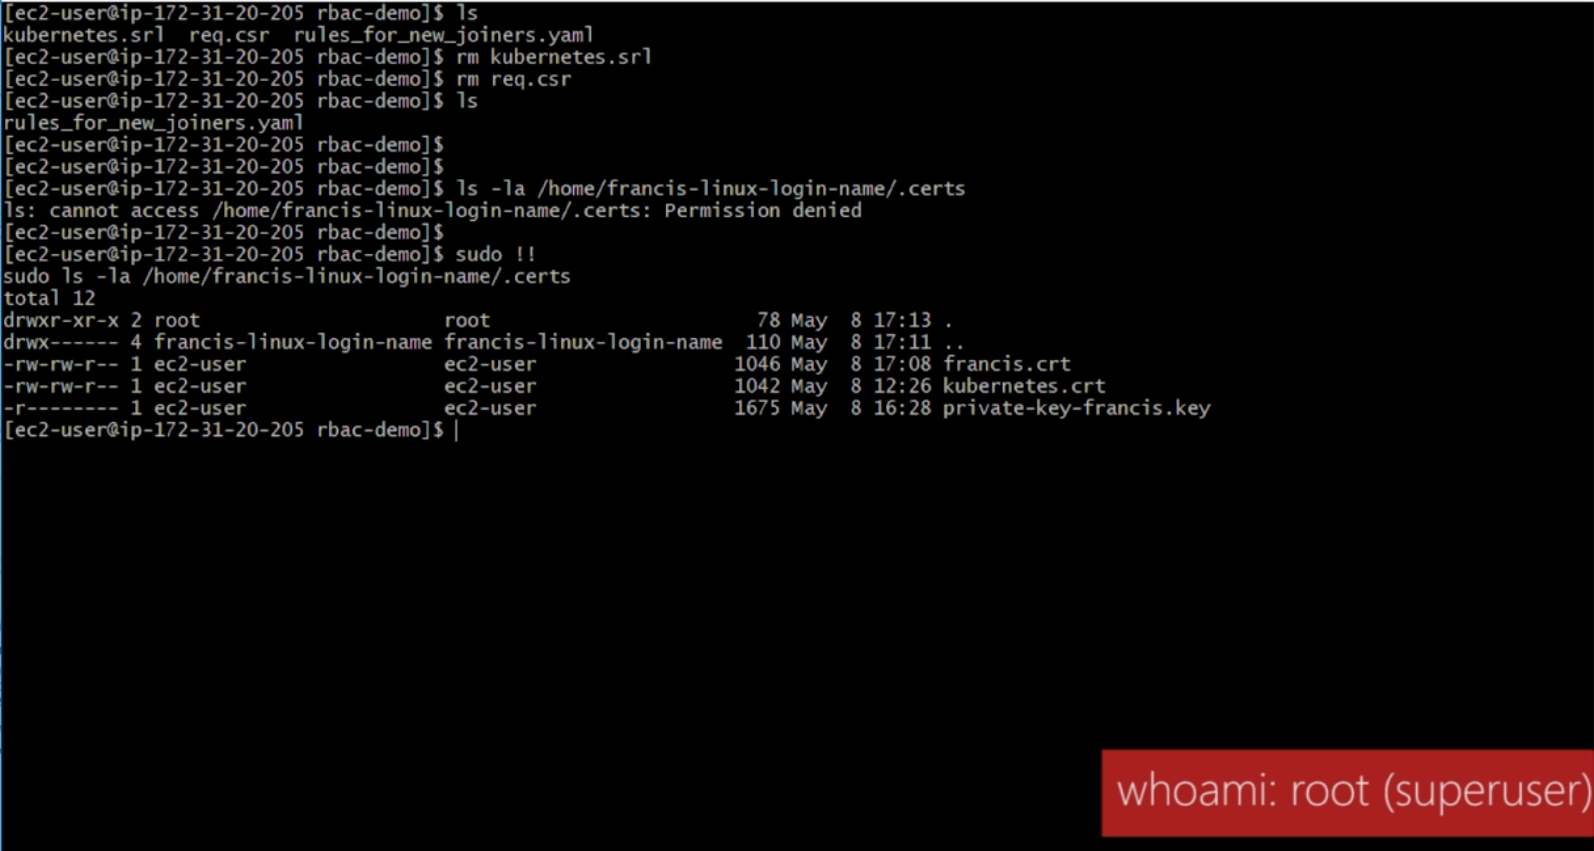 [ec2-user@ip-172-31-20-205 rbac-demo]$ ls
kubernetes.srl  req.csr  rules_for_new_joiners.yaml
[ec2-user@ip-172-31-20-205 rbac-demo]$ rm kubernetes.srl
[ec2-user@ip-172-31-20-205 rbac-demo]$ rm req.csr
[ec2-user@ip-172-31-20-205 rbac-demo]$ ls
rules_for_new_joiners.yaml
[ec2-user@ip-172-31-20-205 rbac-demo]$
[ec2-user@ip-172-31-20-205 rbac-demo]$
[ec2-user@ip-172-31-20-205 rbac-demo]$ ls -la /home/francis-linux-login-name/.certs
ls: cannot access /home/francis-linux-login-name/.certs: Permission denied
[ec2-user@ip-172-31-20-205 rbac-demo]$
[ec2-user@ip-172-31-20-205 rbac-demo]$ sudo !!
sudo ls -la /home/francis-linux-login-name/.certs
total 12
drwxr-xr-x 2 root                     root                       78 May  8 17:13 .
drwx------ 4 francis-linux-login-name francis-linux-login-name  110 May  8 17:11 ..
-rw-rw-r-- 1 ec2-user                 ec2-user                 1046 May  8 17:08 francis.crt
-rw-rw-r-- 1 ec2-user                 ec2-user                 1042 May  8 12:26 kubernetes.crt
-r-------- 1 ec2-user                 ec2-user                 1675 May  8 16:28 private-key-francis.key
[ec2-user@ip-172-31-20-205 rbac-demo]$
whoami: root (superuser)